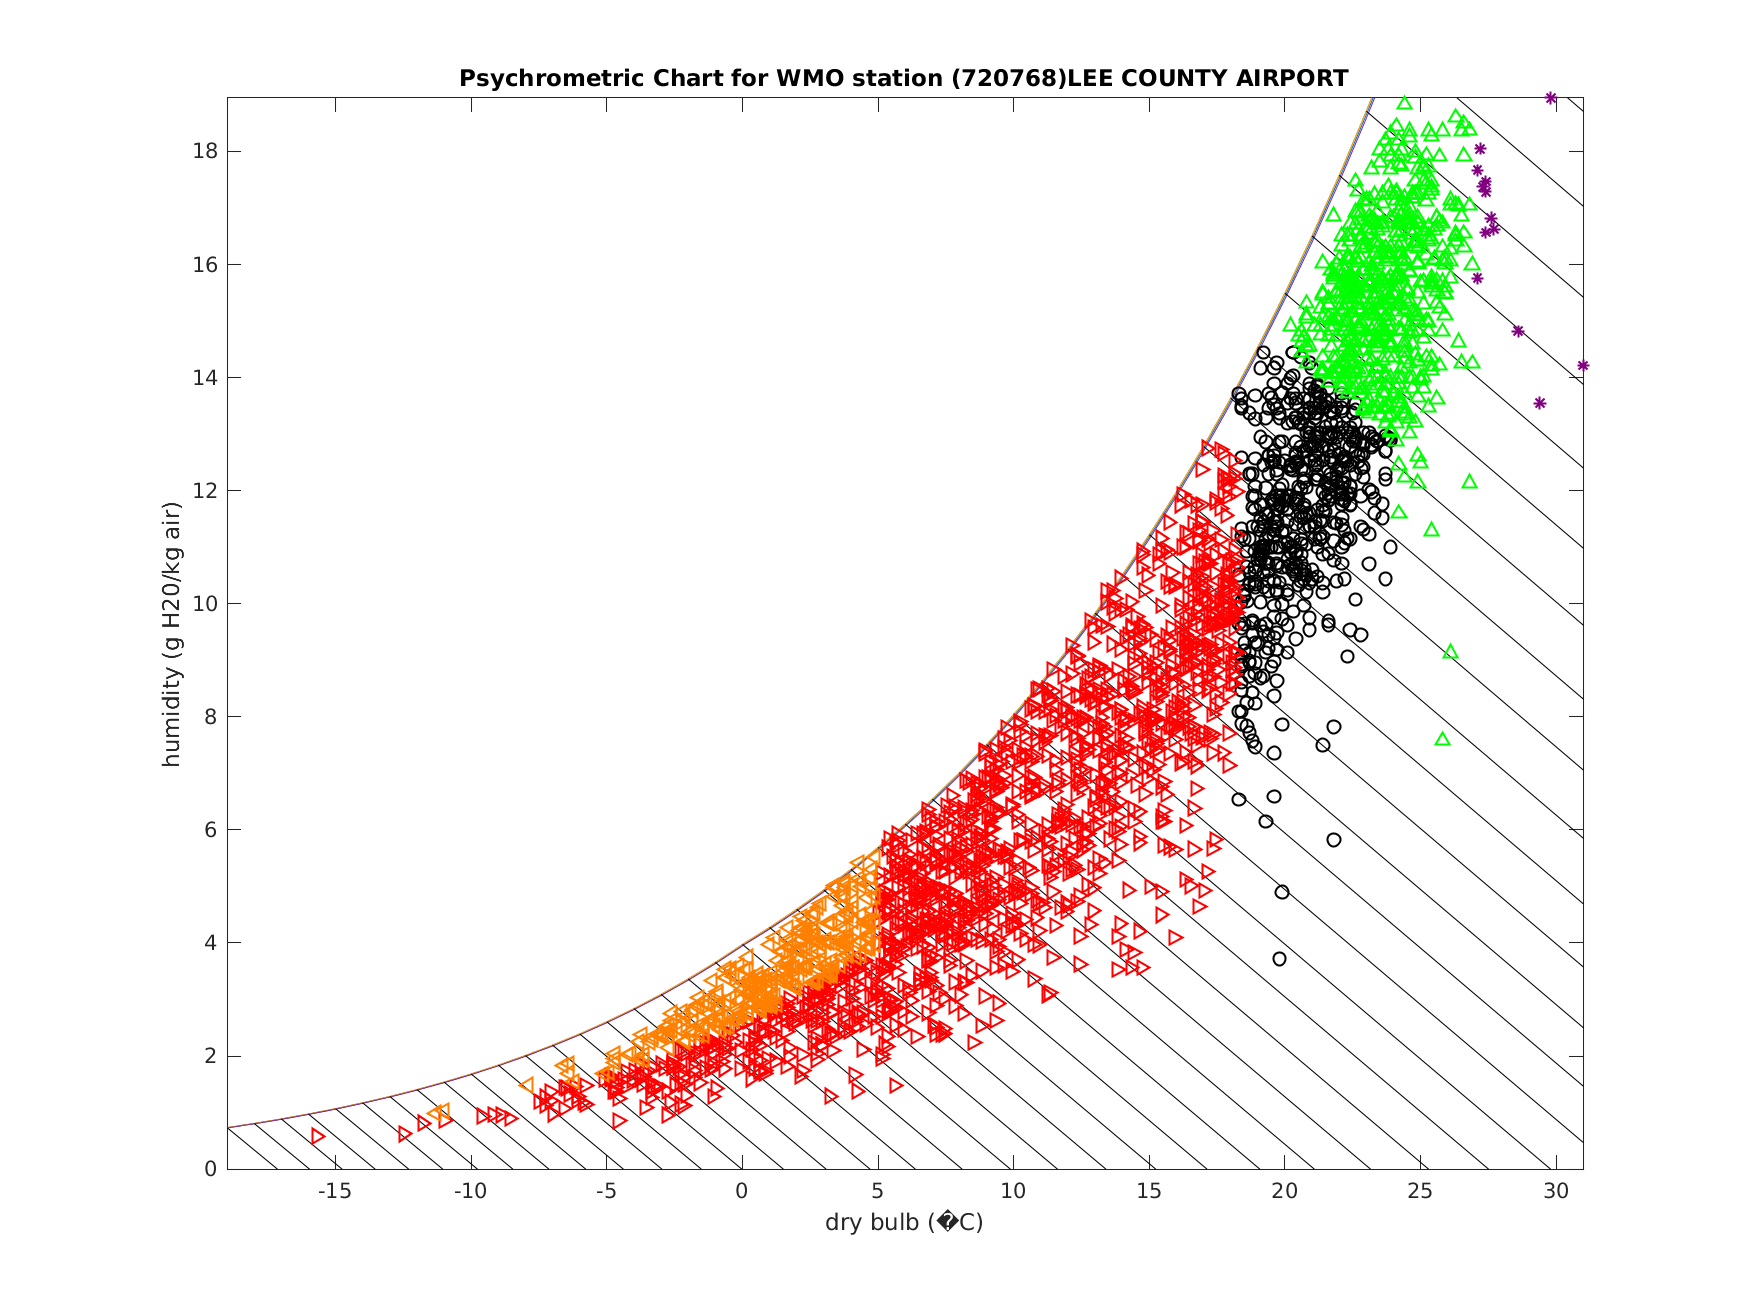 Psychrometric Chart for WMO station (720768)LEE COUNTY AIRPORT
humidity (g H20/kg air)
18
16
14
12
10
8
6
4
2
0
-15 -10 -5 0 5 10 15 20 25 30
dry bulb (�C)